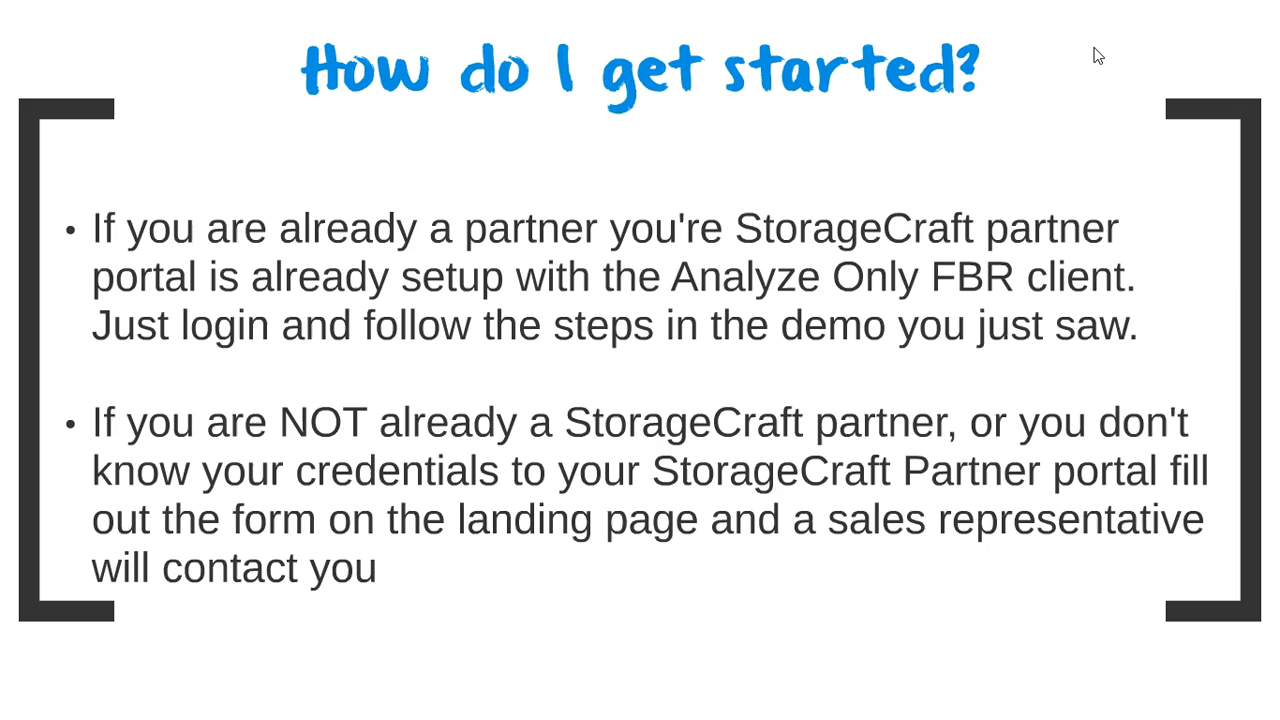 How do I get started?
• If you are already a partner you're StorageCraft partner
portal is already setup with the Analyze Only FBR client.
Just login and follow the steps in the demo you just saw.
• If you are NOT already a StorageCraft partner, or you don't
know your credentials to your StorageCraft Partner portal fill
out the form on the landing page and a sales representative
will contact you